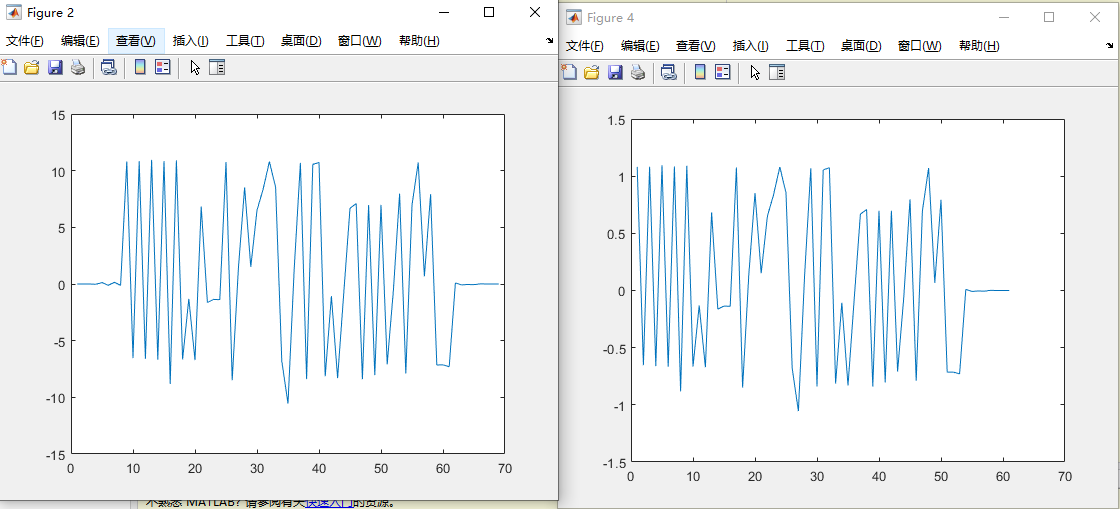 Figure 2
文件(F) 编辑(E) 查看(V) 插入(I) 工具(T) 桌面(D) 窗口(W) 帮助(H)
15
10
5
0
-5
-10
-15
0 10 20 30 40 50 60 70
Figure 4
文件(F) 编辑(E) 查看(V) 插入(I) 工具(T) 桌面(D) 窗口(W) 帮助(H)
1.5
1
0.5
0
-0.5
-1
-1.5
0 10 20 30 40 50 60 70
不熟悉 MATLAB? 请参阅有关快速入门的资源。